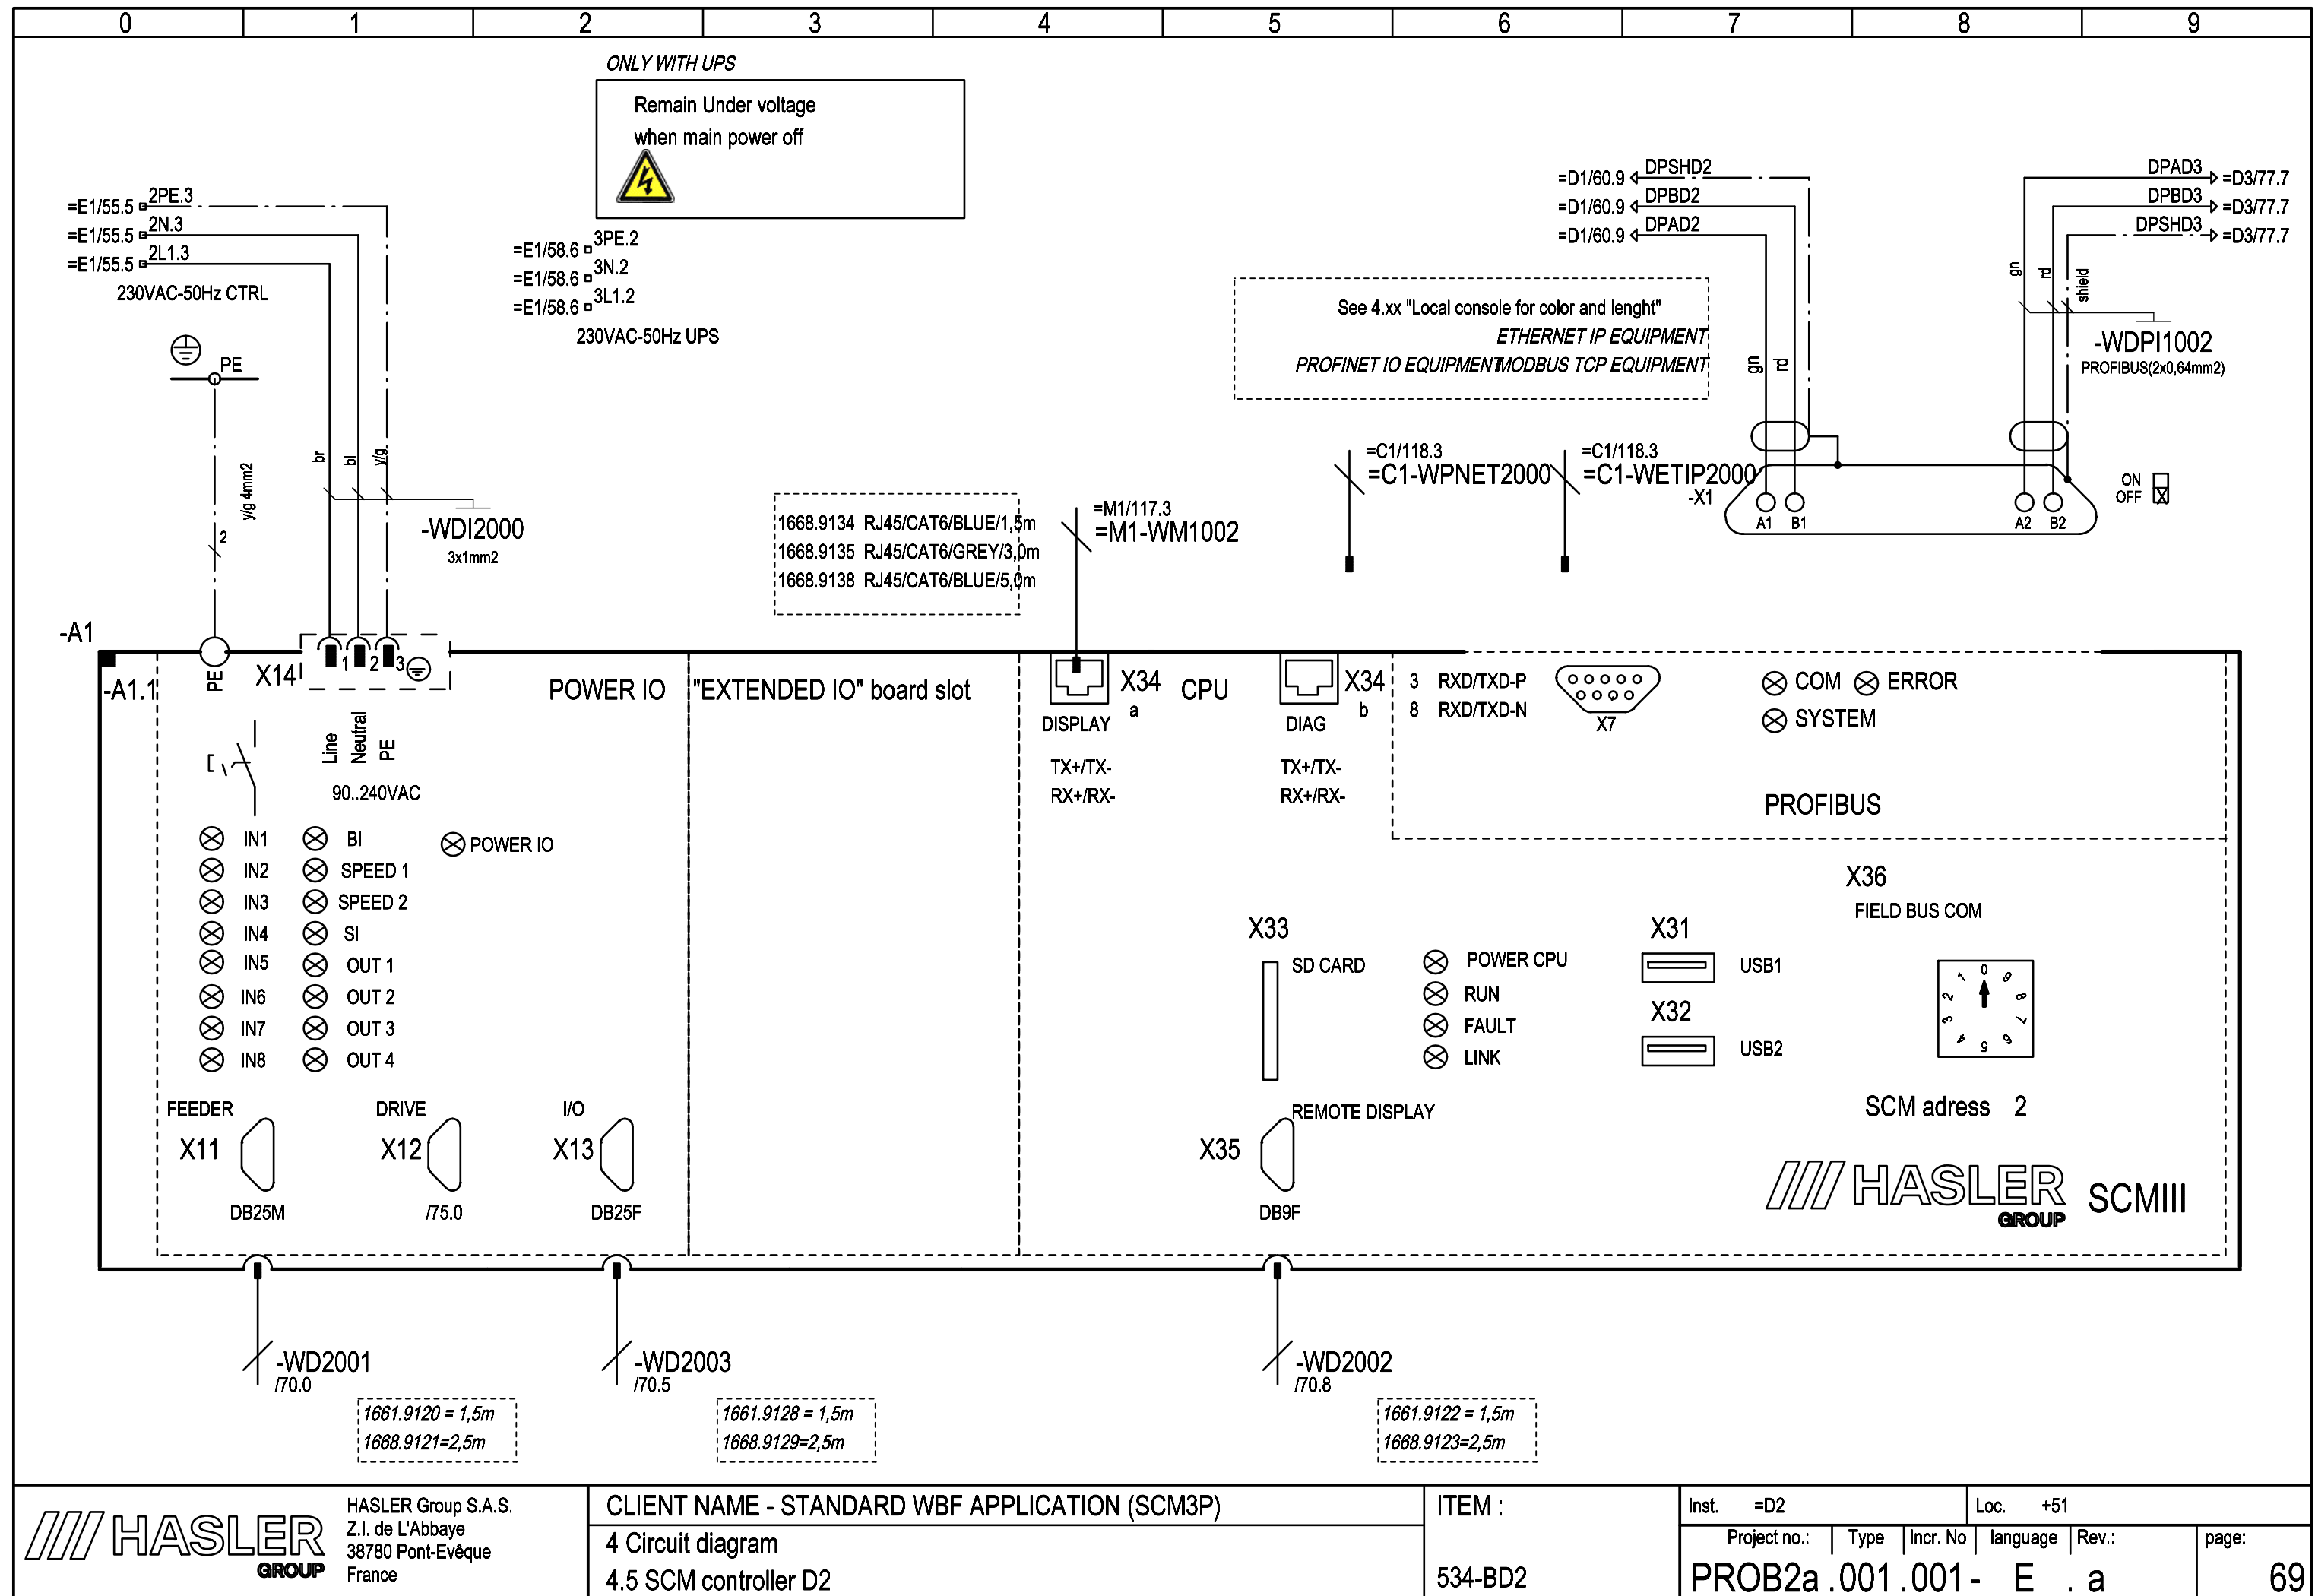 0 1 2 3 4 5 6 7 8 9
ONLY WITH UPS
Remain Under voltage
when main power off
=E1/55.5 2PE.3
=E1/55.5 2N.3
=E1/55.5 2L1.3
230VAC-50Hz CTRL
=E1/58.6 3PE.2
=E1/58.6 3N.2
=E1/58.6 3L1.2
230VAC-50Hz UPS
=D1/60.9 DPSHD2
=D1/60.9 DPBD2
=D1/60.9 DPAD2
DPAD3 =D3/77.7
DPBD3 =D3/77.7
DPSHD3 =D3/77.7
gn rd shield
-WDPI1002
PROFIBUS(2x0,64mm2)
See 4.xx "Local console for color and lenght"
ETHERNET IP EQUIPMENT
PROFINET IO EQUIPMENT MODBUS TCP EQUIPMENT
gn rd
PE
y/g 4mm2
2
br bl y/g
-WDI2000
3x1mm2
1668.9134 RJ45/CAT6/BLUE/1,5m
1668.9135 RJ45/CAT6/GREY/3,0m
1668.9138 RJ45/CAT6/BLUE/5,0m
=M1/117.3
=M1-WM1002
=C1/118.3
=C1-WPNET2000
=C1/118.3
=C1-WETIP2000
-X1
A1 B1 A2 B2
ON
OFF X
-A1
-A1.1
PE
X14 1 2 3
POWER IO
"EXTENDED IO" board slot
X34 a
DISPLAY
TX+/TX-
RX+/RX-
CPU
X34 b
DIAG
TX+/TX-
RX+/RX-
3 RXD/TXD-P
8 RXD/TXD-N
X7
COM ERROR
SYSTEM
PROFIBUS
Line Neutral PE
90..240VAC
IN1 BI POWER IO
IN2 SPEED 1
IN3 SPEED 2
IN4 SI
IN5 OUT 1
IN6 OUT 2
IN7 OUT 3
IN8 OUT 4
X33
SD CARD
POWER CPU
RUN
FAULT
LINK
X31
USB1
X32
USB2
X36
FIELD BUS COM
0 1 2 3 4 5 6 7 8 9
SCM adress 2
FEEDER
X11
DB25M
DRIVE
X12
/75.0
I/O
X13
DB25F
REMOTE DISPLAY
X35
DB9F
HASLER
GROUP
SCMIII
-WD2001
/70.0
-WD2003
/70.5
-WD2002
/70.8
1661.9120 = 1,5m
1668.9121=2,5m
1661.9128 = 1,5m
1668.9129=2,5m
1661.9122 = 1,5m
1668.9123=2,5m
HASLER
GROUP
HASLER Group S.A.S.
Z.I. de L'Abbaye
38780 Pont-Evêque
France
CLIENT NAME - STANDARD WBF APPLICATION (SCM3P)
4 Circuit diagram
4.5 SCM controller D2
ITEM :
534-BD2
Inst. =D2 Loc. +51
Project no.: Type Incr. No language Rev.: page:
PROB2a .001 .001 - E . a 69